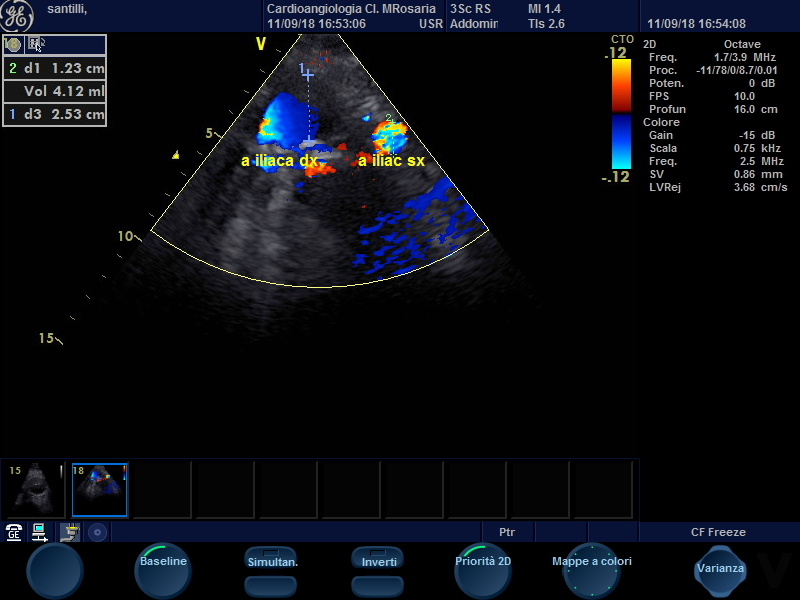 santilli,
Cardioangiologia Cl. MRosaria
11/09/18 16:53:06 USR
3Sc RS
Addomin
MI 1.4
TIs 2.6
11/09/18 16:54:08
2 d1 1.23 cm
Vol 4.12 ml
1 d3 2.53 cm
V
1
2
5
10
15
a iliaca dx
a iliac sx
CTO
.12
-.12
2D Octave
Freq. 1.7/3.9 MHz
Proc. -11/78/0/8.7/0.01
Poten. 0 dB
FPS 10.0
Profun 16.0 cm
Colore
Gain -15 dB
Scala 0.75 kHz
Freq. 2.5 MHz
SV 0.86 mm
LVRej 3.68 cm/s
15
18
GE
Ptr
CF Freeze
Baseline
Simultan.
Inverti
Priorità 2D
Mappe a colori
Varianza
V